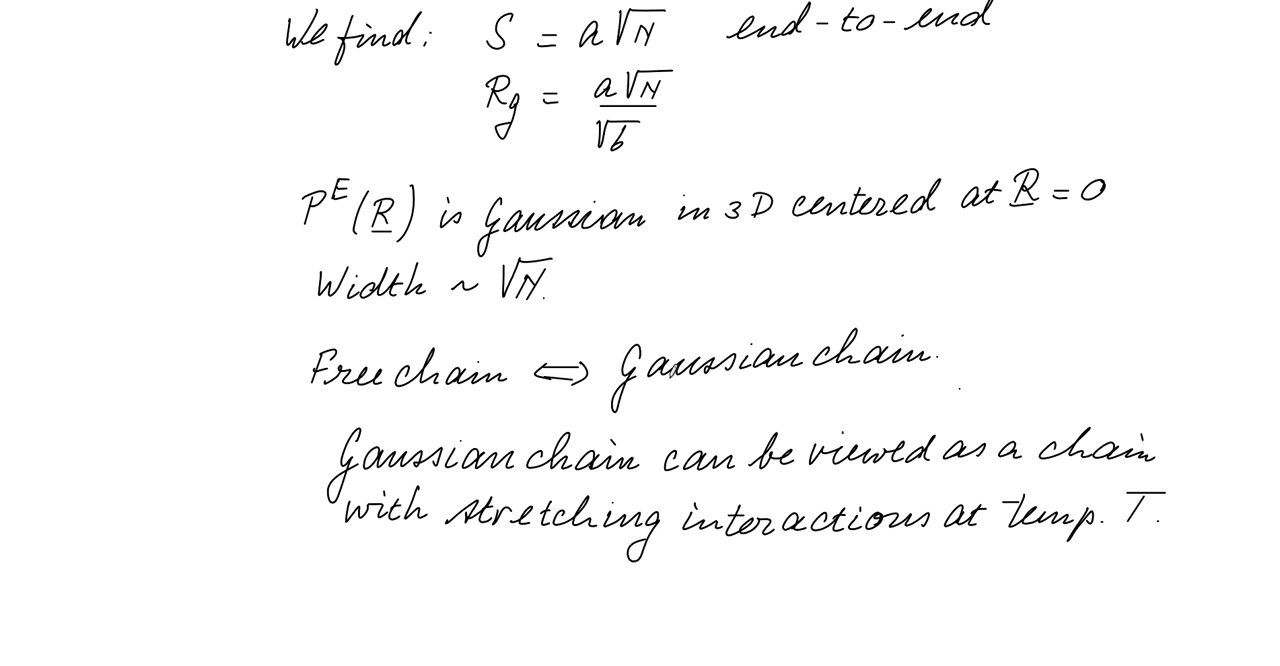 We find: S = a√N end-to-end
Rg = a√N / √6
P^E(R) is Gaussian in 3D centered at R = 0
Width ~ √N.
Free chain ⇔ Gaussian chain.
Gaussian chain can be viewed as a chain
with stretching interactions at temp. T.